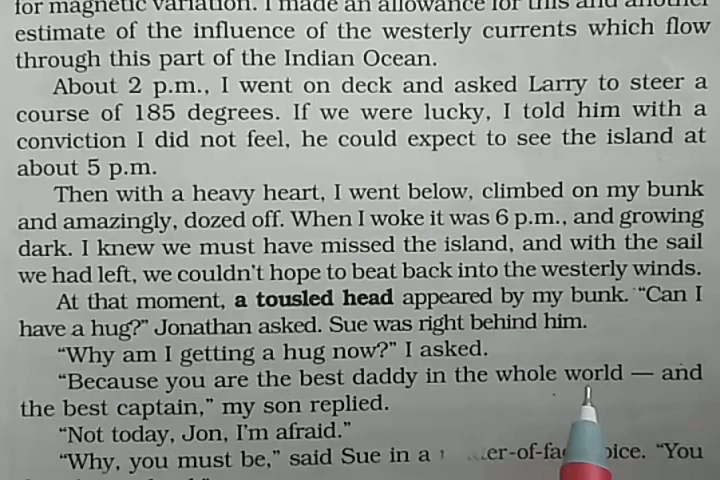 for magnetic variation. I made an allowance for this and another
estimate of the influence of the westerly currents which flow
through this part of the Indian Ocean.
About 2 p.m., I went on deck and asked Larry to steer a
course of 185 degrees. If we were lucky, I told him with a
conviction I did not feel, he could expect to see the island at
about 5 p.m.
Then with a heavy heart, I went below, climbed on my bunk
and amazingly, dozed off. When I woke it was 6 p.m., and growing
dark. I knew we must have missed the island, and with the sail
we had left, we couldn't hope to beat back into the westerly winds.
At that moment, a tousled head appeared by my bunk. “Can I
have a hug?” Jonathan asked. Sue was right behind him.
“Why am I getting a hug now?” I asked.
“Because you are the best daddy in the whole world — and
the best captain,” my son replied.
“Not today, Jon, I'm afraid.”
“Why, you must be,” said Sue in a “You